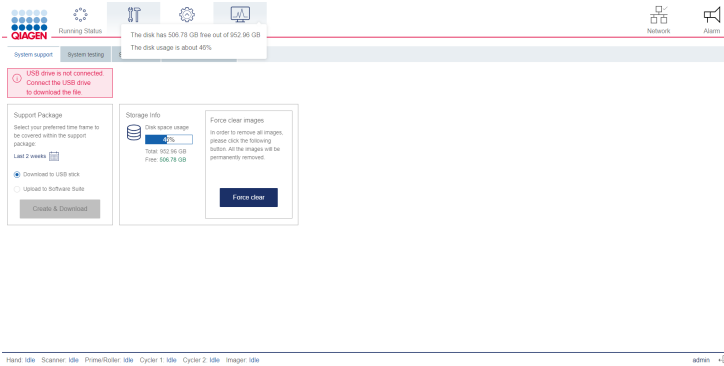 QIAGEN
Running Status
The disk has 506.78 GB free out of 952.96 GB
The disk usage is about 46%
Network
Alarm
System support
System testing
USB drive is not connected.
Connect the USB drive
to download the file.
Support Package
Select your preferred time frame to
be covered within the support
package:
Last 2 weeks
Download to USB stick
Upload to Software Suite
Create & Download
Storage Info
Disk space usage
Total: 952.96 GB
Free: 506.78 GB
Force clear images
In order to remove all images,
please click the following
button. All the images will be
permanently removed.
Force clear
Hand: Idle Scanner: Idle Prime/Roller: Idle Cycler 1: Idle Cycler 2: Idle Imager: Idle
admin